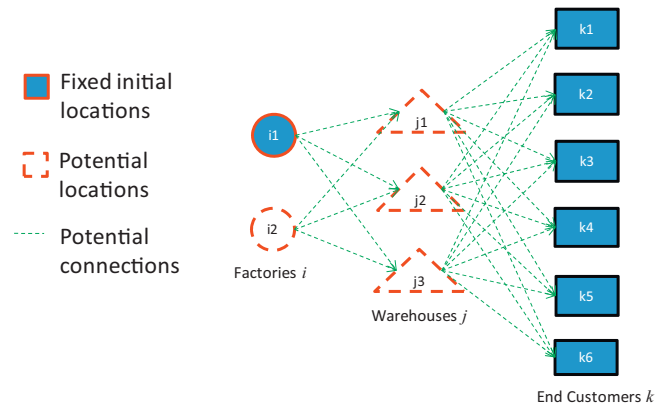 Fixed initial
locations
Potential
locations
Potential
connections
i1
i2
Factories i
j1
j2
j3
Warehouses j
k1
k2
k3
k4
k5
k6
End Customers k